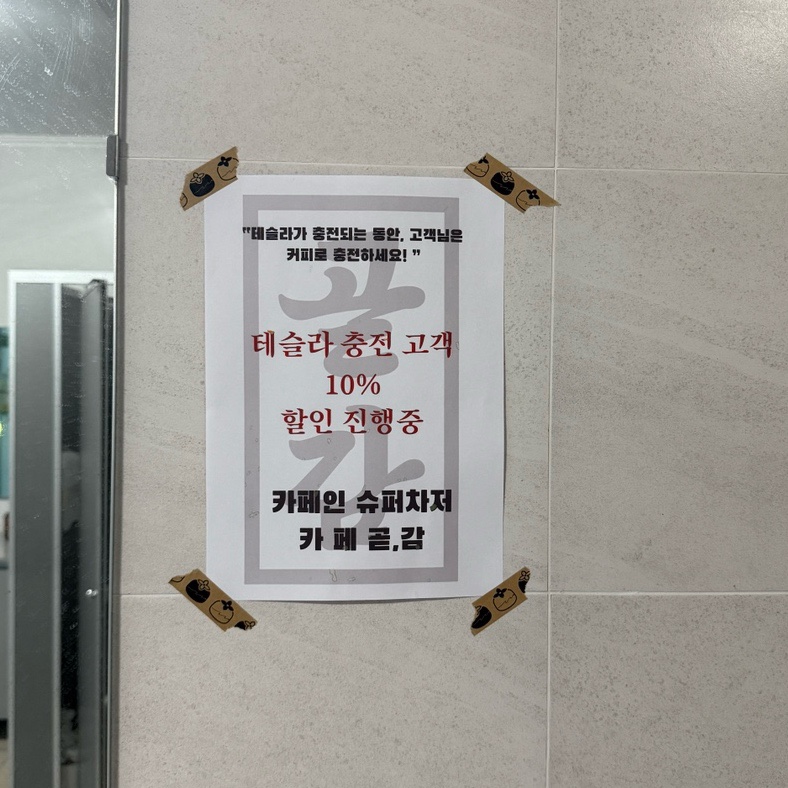 "테슬라가 충전되는 동안, 고객님은
커피로 충전하세요! "
곧
감
테슬라 충전 고객
10%
할인 진행중
카페인 슈퍼차저
카 페 곧,감